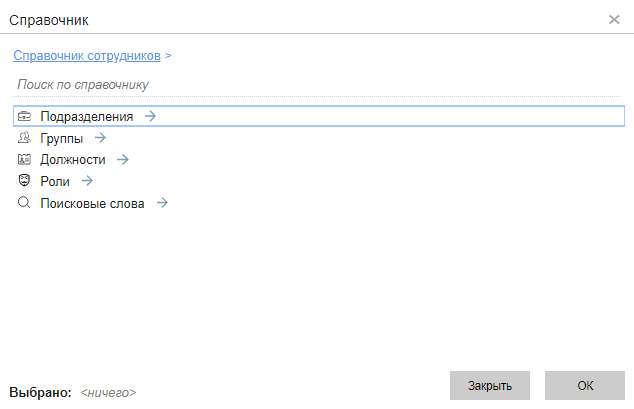 Справочник
Справочник сотрудников >
Поиск по справочнику
Подразделения
Группы
Должности
Роли
Поисковые слова
Выбрано: <ничего>
Закрыть
ОК